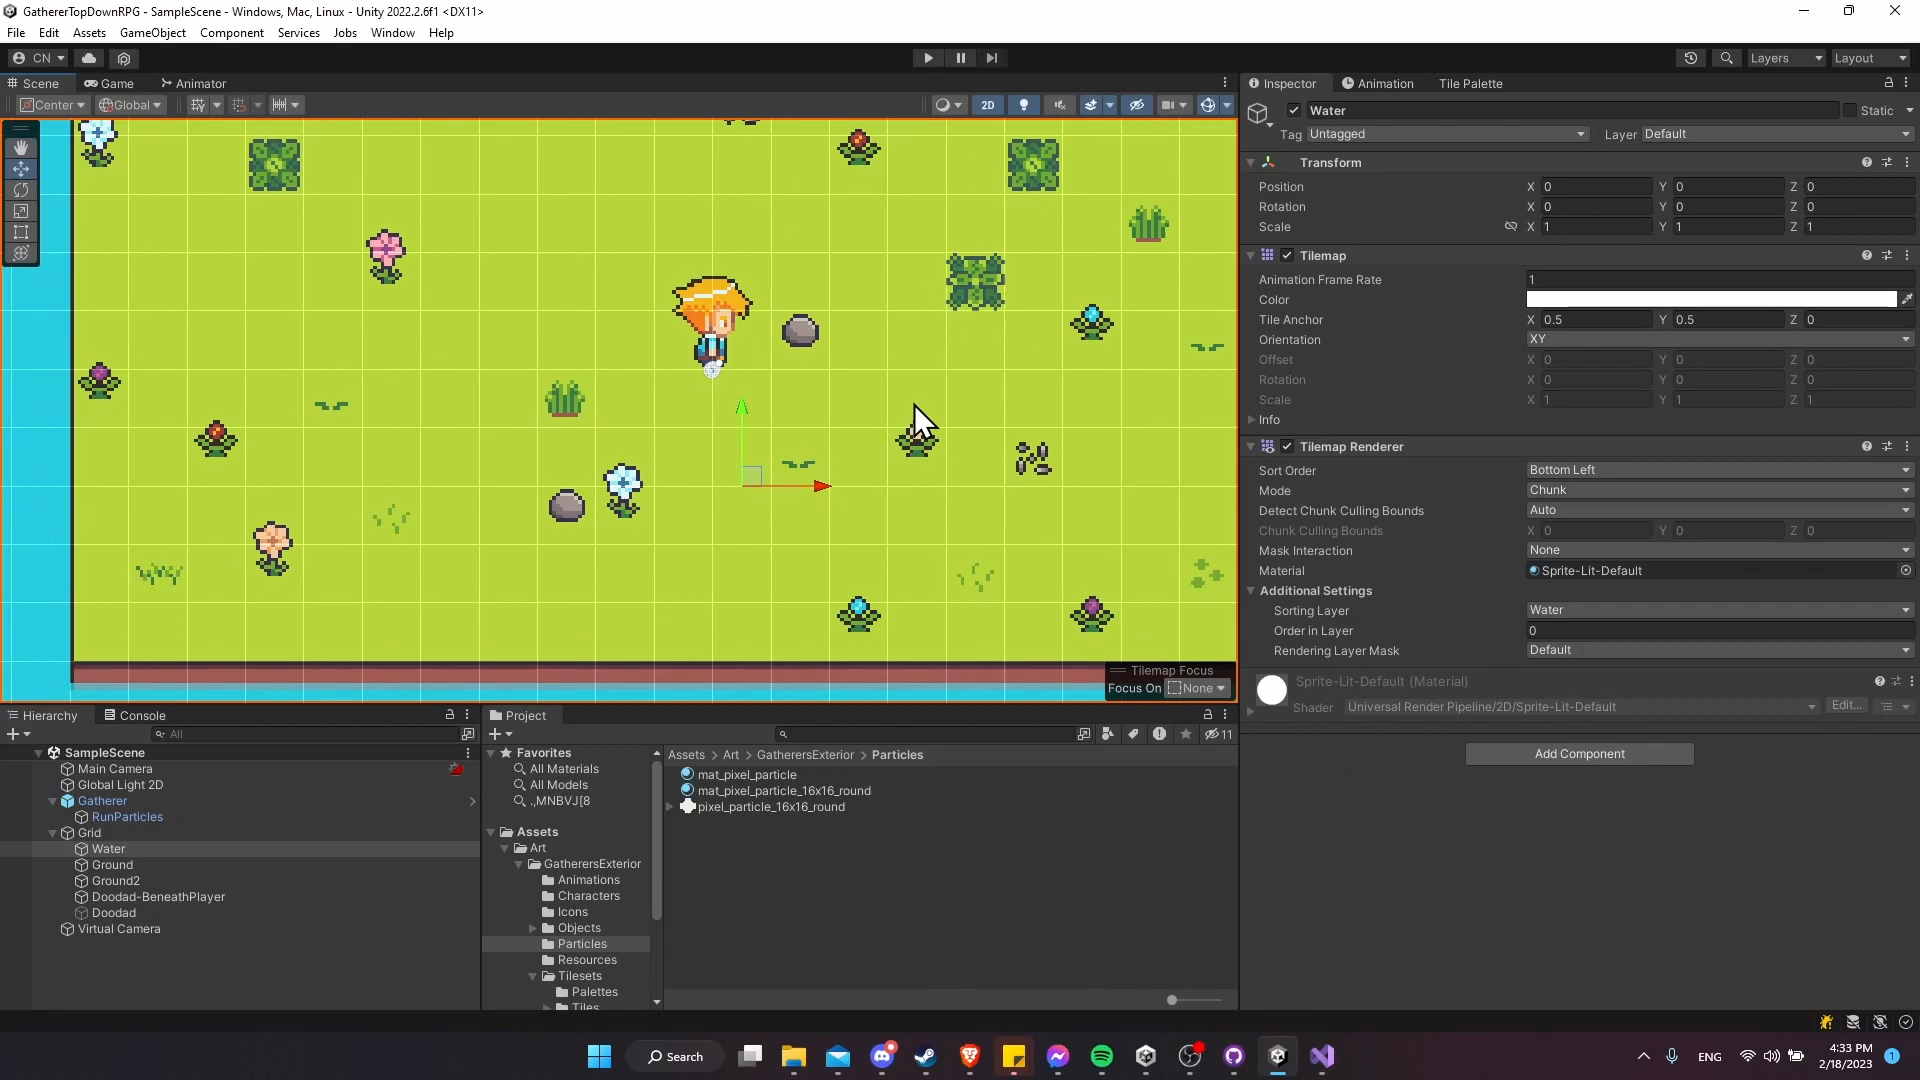 GathererTopDownRPG - SampleScene - Windows, Mac, Linux - Unity 2022.2.6f1 <DX11>
File Edit Assets GameObject Component Services Jobs Window Help
CN
Layers Layout
Scene Game Animator
Center Global 2D
Tilemap Focus
Focus On None
Inspector Animation Tile Palette
Water Static
Tag Untagged Layer Default
Transform
Position X 0 Y 0 Z 0
Rotation X 0 Y 0 Z 0
Scale X 1 Y 1 Z 1
Tilemap
Animation Frame Rate 1
Color
Tile Anchor X 0.5 Y 0.5 Z 0
Orientation XY
Offset X 0 Y 0 Z 0
Rotation X 0 Y 0 Z 0
Scale X 1 Y 1 Z 1
Info
Tilemap Renderer
Sort Order Bottom Left
Mode Chunk
Detect Chunk Culling Bounds Auto
Chunk Culling Bounds X 0 Y 0 Z 0
Mask Interaction None
Material Sprite-Lit-Default
Additional Settings
Sorting Layer Water
Order in Layer 0
Rendering Layer Mask Default
Sprite-Lit-Default (Material)
Shader Universal Render Pipeline/2D/Sprite-Lit-Default Edit...
Add Component
Hierarchy Console
All
SampleScene
Main Camera
Global Light 2D
Gatherer
RunParticles
Grid
Water
Ground
Ground2
Doodad-BeneathPlayer
Doodad
Virtual Camera
Project
11
Favorites
All Materials
All Models
.,MNBVJ[8
Assets
Art
GatherersExterior
Animations
Characters
Icons
Objects
Particles
Resources
Tilesets
Palettes
Tiles
Assets > Art > GatherersExterior > Particles
mat_pixel_particle
mat_pixel_particle_16x16_round
pixel_particle_16x16_round
Search
ENG
4:33 PM
2/18/2023
1